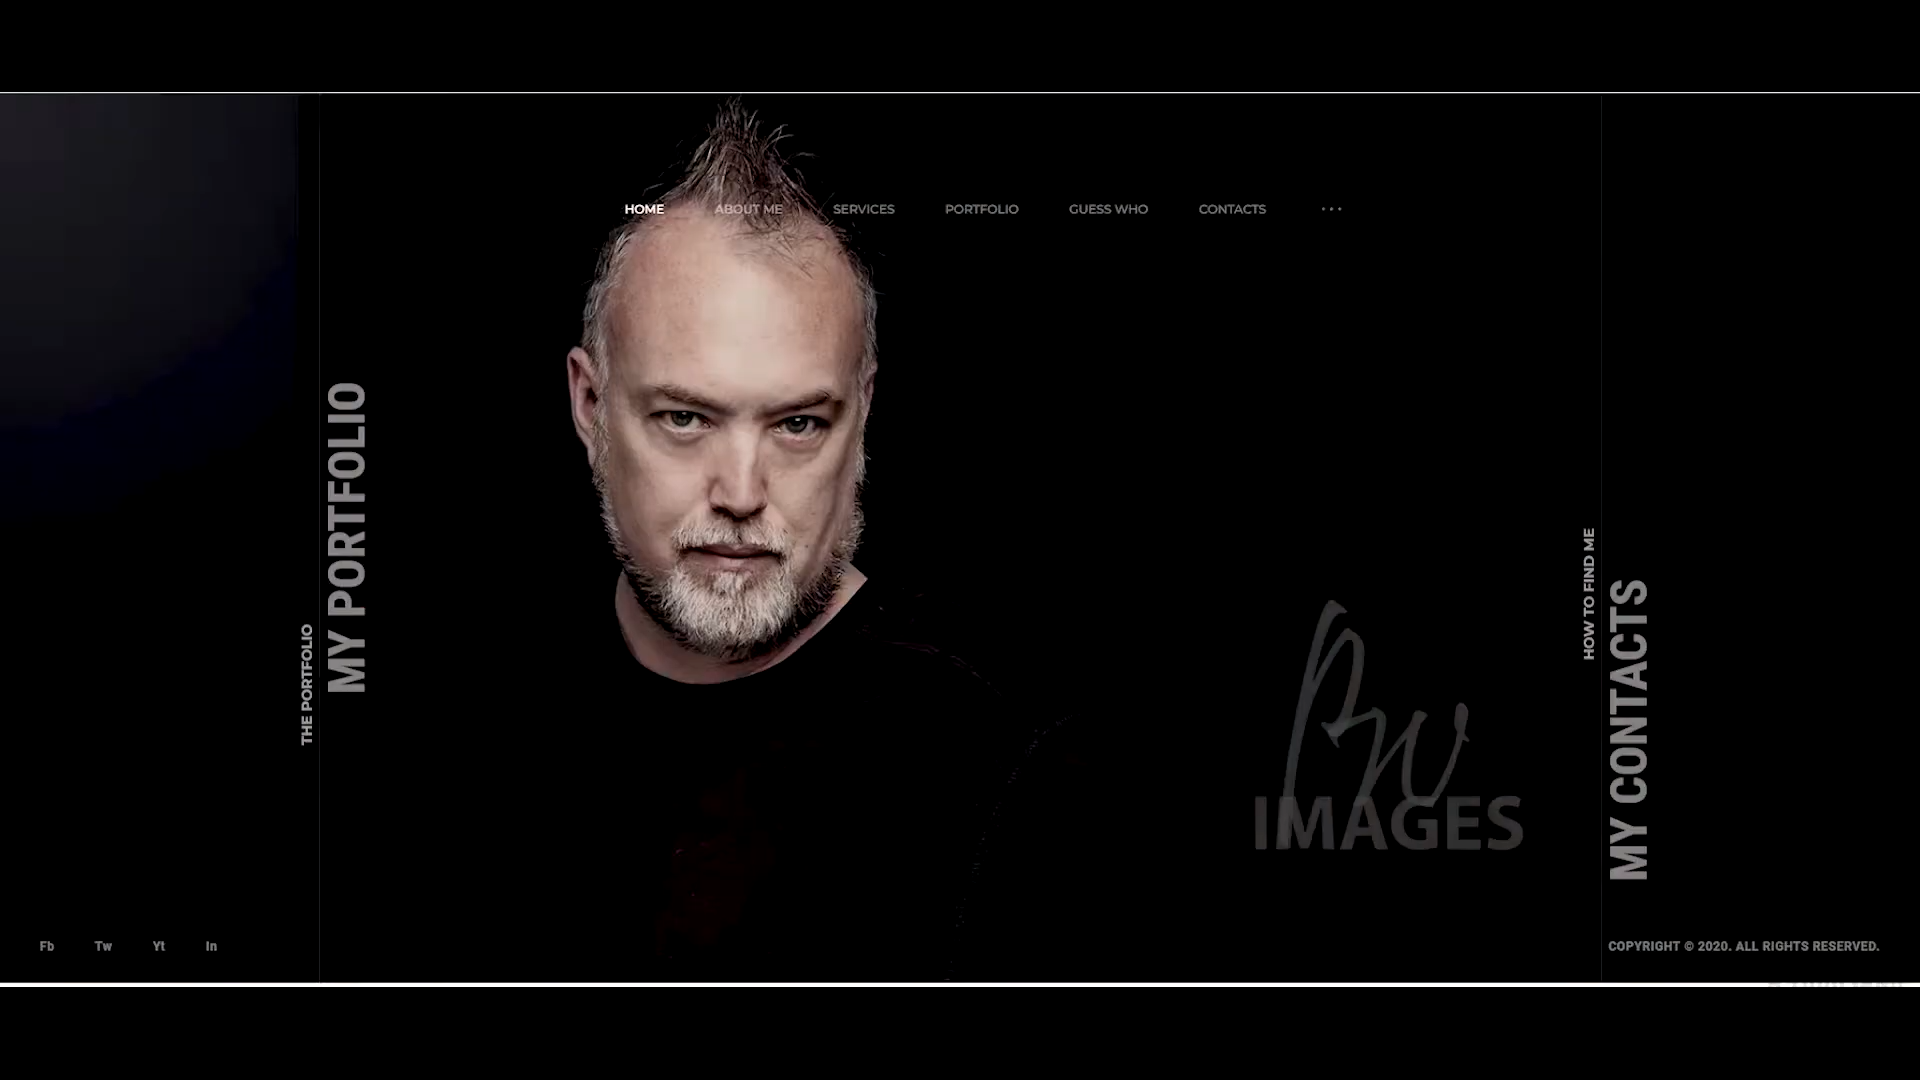 HOME ABOUT ME SERVICES PORTFOLIO GUESS WHO CONTACTS ...
THE PORTFOLIO
MY PORTFOLIO
HOW TO FIND ME
MY CONTACTS
Bw
IMAGES
Fb Tw Yt In
COPYRIGHT © 2020. ALL RIGHTS RESERVED.